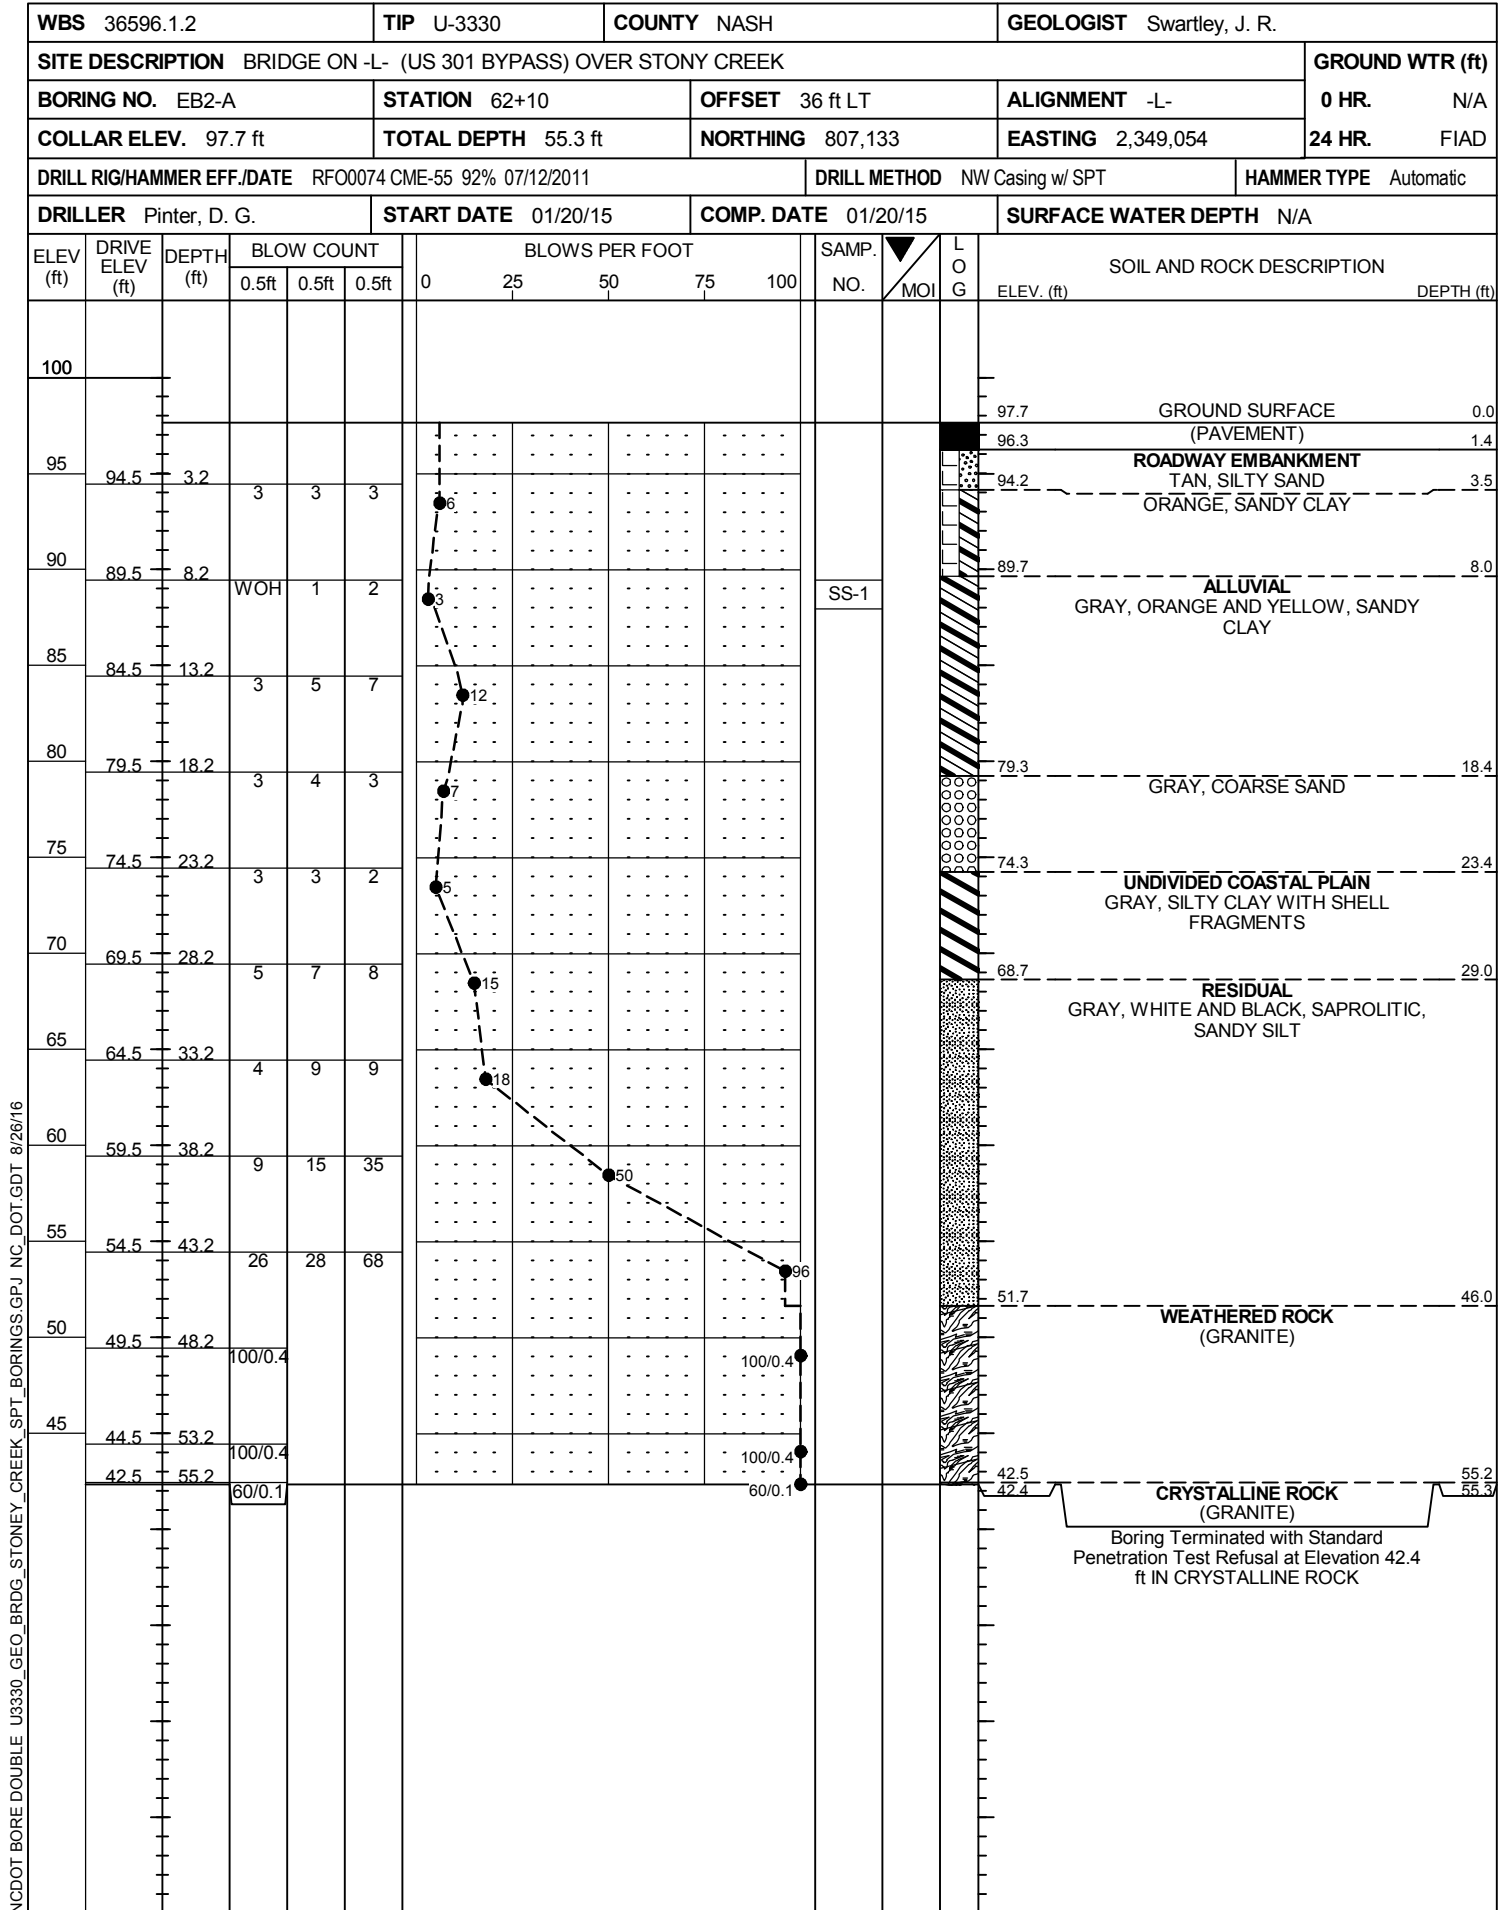 WBS 36596.1.2 TIP U-3330 COUNTY NASH GEOLOGIST Swartley, J. R.
SITE DESCRIPTION BRIDGE ON -L- (US 301 BYPASS) OVER STONY CREEK GROUND WTR (ft)
BORING NO. EB2-A STATION 62+10 OFFSET 36 ft LT ALIGNMENT -L- 0 HR. N/A
COLLAR ELEV. 97.7 ft TOTAL DEPTH 55.3 ft NORTHING 807,133 EASTING 2,349,054 24 HR. FIAD
DRILL RIG/HAMMER EFF./DATE RFO0074 CME-55 92% 07/12/2011 DRILL METHOD NW Casing w/ SPT HAMMER TYPE Automatic
DRILLER Pinter, D. G. START DATE 01/20/15 COMP. DATE 01/20/15 SURFACE WATER DEPTH N/A
ELEV (ft) DRIVE ELEV (ft) DEPTH (ft) BLOW COUNT BLOWS PER FOOT SAMP. NO. MOI LOG SOIL AND ROCK DESCRIPTION
0.5ft 0.5ft 0.5ft 0 25 50 75 100 ELEV. (ft) DEPTH (ft)
100
97.7 GROUND SURFACE 0.0
(PAVEMENT)
96.3 1.4
95 ROADWAY EMBANKMENT
94.5 3.2 94.2 TAN, SILTY SAND 3.5
3 3 3 6 ORANGE, SANDY CLAY
90 89.7 8.0
89.5 8.2
WOH 1 2 3 SS-1 ALLUVIAL
GRAY, ORANGE AND YELLOW, SANDY
CLAY
85
84.5 13.2
3 5 7 12
80
79.5 18.2 79.3 18.4
3 4 3 7 GRAY, COARSE SAND
75
74.5 23.2 74.3 23.4
3 3 2 5 UNDIVIDED COASTAL PLAIN
GRAY, SILTY CLAY WITH SHELL
FRAGMENTS
70
69.5 28.2
5 7 8 15 68.7 29.0
RESIDUAL
GRAY, WHITE AND BLACK, SAPROLITIC,
SANDY SILT
65
64.5 33.2
4 9 9 18
60
59.5 38.2
9 15 35 50
55
54.5 43.2
26 28 68 96
51.7 46.0
WEATHERED ROCK
50 (GRANITE)
49.5 48.2
100/0.4 100/0.4
45
44.5 53.2
100/0.4 100/0.4
42.5 55.2 42.5 55.2
60/0.1 60/0.1 42.4 CRYSTALLINE ROCK 55.3
(GRANITE)
Boring Terminated with Standard
Penetration Test Refusal at Elevation 42.4
ft IN CRYSTALLINE ROCK
NCDOT BORE DOUBLE U3330_GEO_BRDG_STONEY_CREEK_SPT_BORINGS.GPJ NC_DOT.GDT 8/26/16